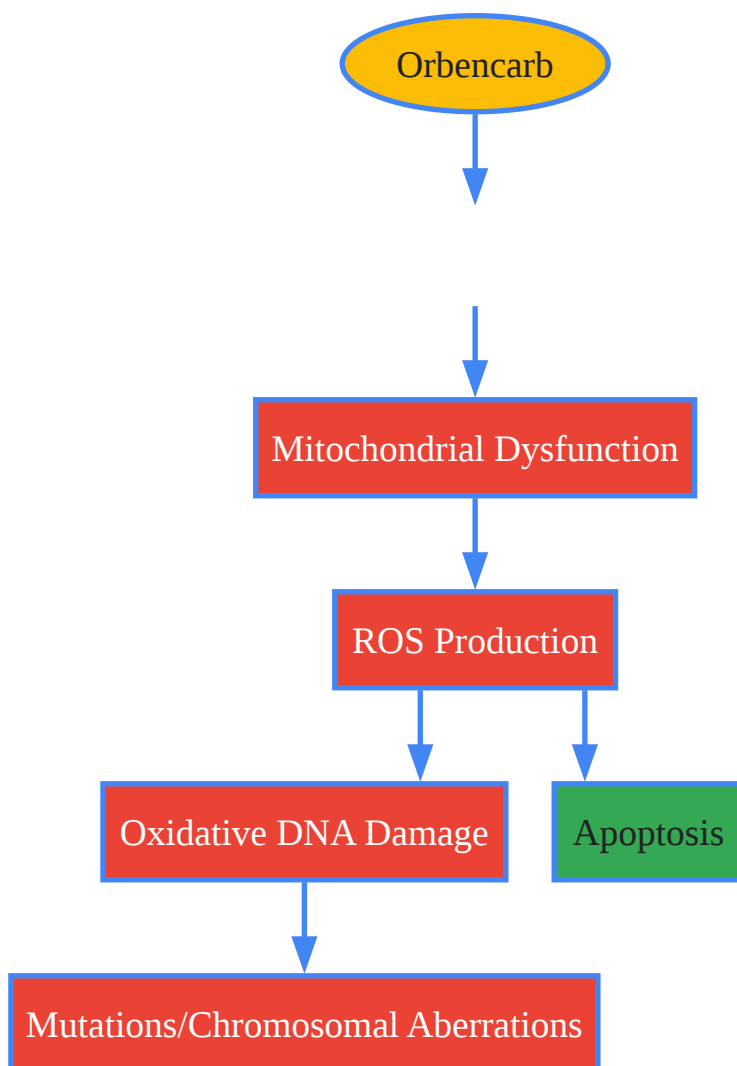 Orbencarb
Mitochondrial Dysfunction
ROS Production
Oxidative DNA Damage
Apoptosis
Mutations/Chromosomal Aberrations